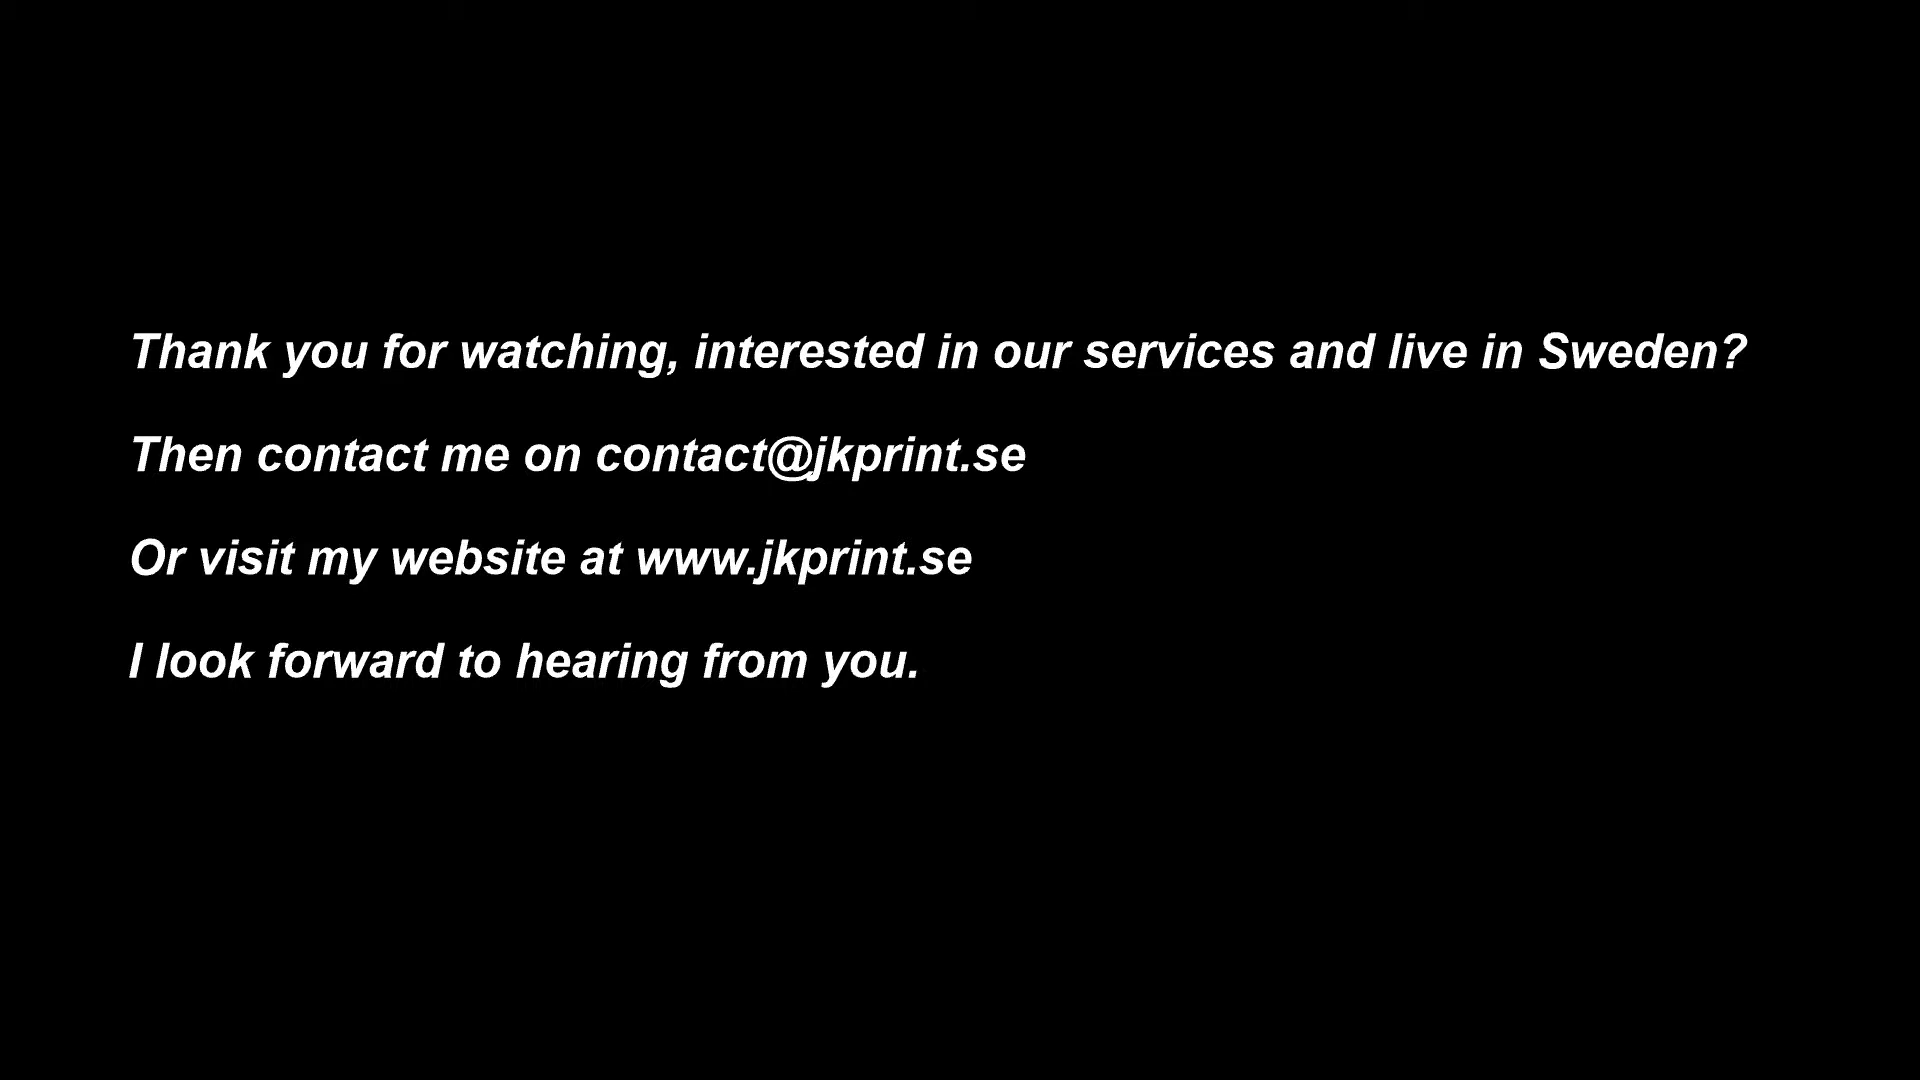 Thank you for watching, interested in our services and live in Sweden?
Then contact me on contact@jkprint.se
Or visit my website at www.jkprint.se
I look forward to hearing from you.